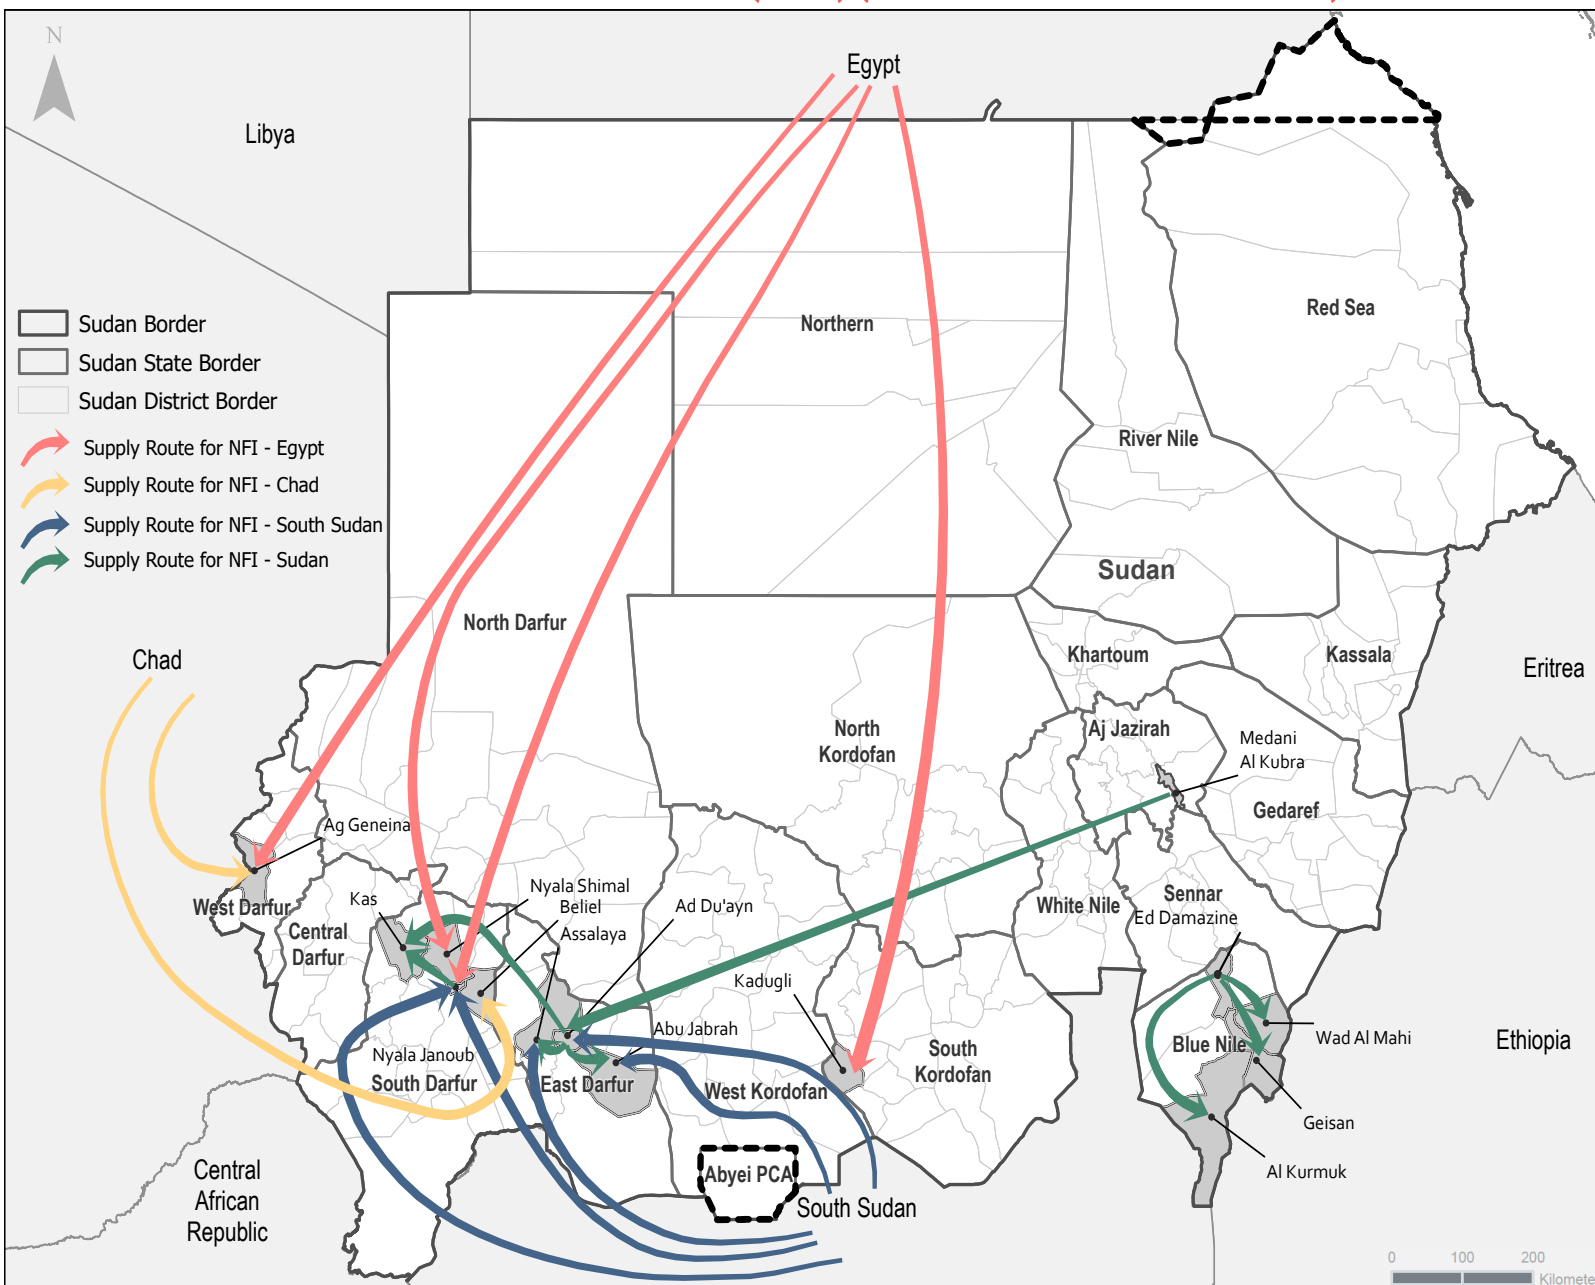 N
Egypt
Libya
Sudan Border
Sudan State Border
Sudan District Border
Supply Route for NFI - Egypt
Supply Route for NFI - Chad
Supply Route for NFI - South Sudan
Supply Route for NFI - Sudan
Northern
Red Sea
River Nile
Sudan
North Darfur
Chad
Khartoum
Kassala
Eritrea
North
Kordofan
Aj Jazirah
Medani
Al Kubra
Gedaref
Ag Geneina
West Darfur
Kas
Central
Darfur
Nyala Shimal
Beliel
Assalaya
Ad Du'ayn
White Nile
Sennar
Ed Damazine
Kadugli
Abu Jabrah
Nyala Janoub
South Darfur
East Darfur
West Kordofan
South
Kordofan
Blue Nile
Wad Al Mahi
Ethiopia
Geisan
Al Kurmuk
Abyei PCA
South Sudan
Central
African
Republic
0 100 200
Kilomete